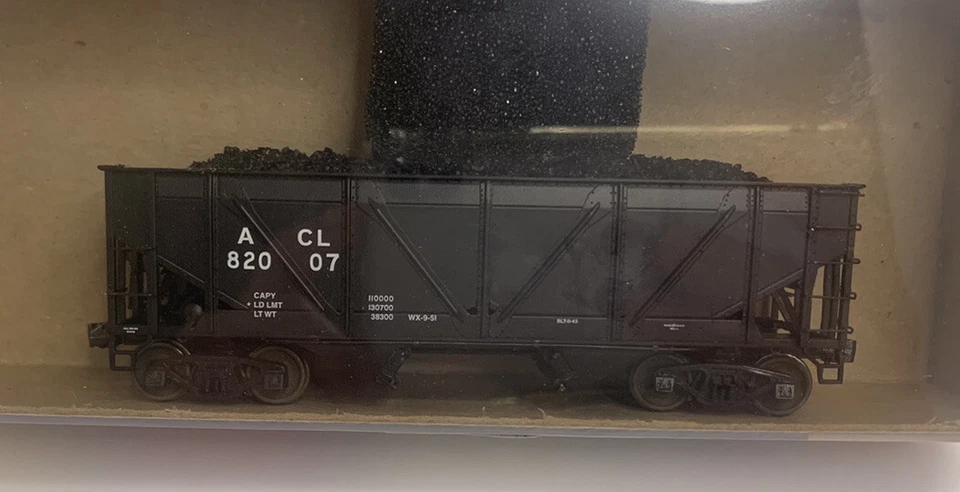 A CL
820 07
CAPY 110000
* LD LMT 130700
LT WT 38300 WX-9-51